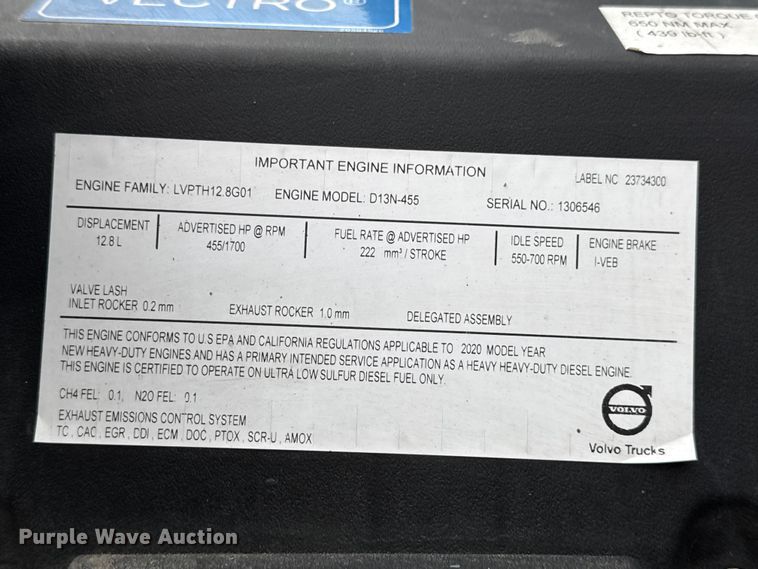 VECTRO
REPTO TORQUE
650 NM MAX.
( 439 lb-ft )
IMPORTANT ENGINE INFORMATION
LABEL NC 23734300
ENGINE FAMILY: LVPTH12.8G01 ENGINE MODEL: D13N-455 SERIAL NO.: 1306546
DISPLACEMENT
12.8 L
ADVERTISED HP @ RPM
455/1700
FUEL RATE @ ADVERTISED HP
222 mm³ / STROKE
IDLE SPEED
550-700 RPM
ENGINE BRAKE
I-VEB
VALVE LASH
INLET ROCKER 0.2 mm EXHAUST ROCKER 1.0 mm DELEGATED ASSEMBLY
THIS ENGINE CONFORMS TO U.S EPA AND CALIFORNIA REGULATIONS APPLICABLE TO 2020 MODEL YEAR
NEW HEAVY-DUTY ENGINES AND HAS A PRIMARY INTENDED SERVICE APPLICATION AS A HEAVY HEAVY-DUTY DIESEL ENGINE.
THIS ENGINE IS CERTIFIED TO OPERATE ON ULTRA LOW SULFUR DIESEL FUEL ONLY.
CH4 FEL: 0.1, N2O FEL: 0.1
EXHAUST EMISSIONS CONTROL SYSTEM
TC , CAC , EGR , DDI , ECM , DOC , PTOX , SCR-U , AMOX
VOLVO
Volvo Trucks
Purple Wave Auction